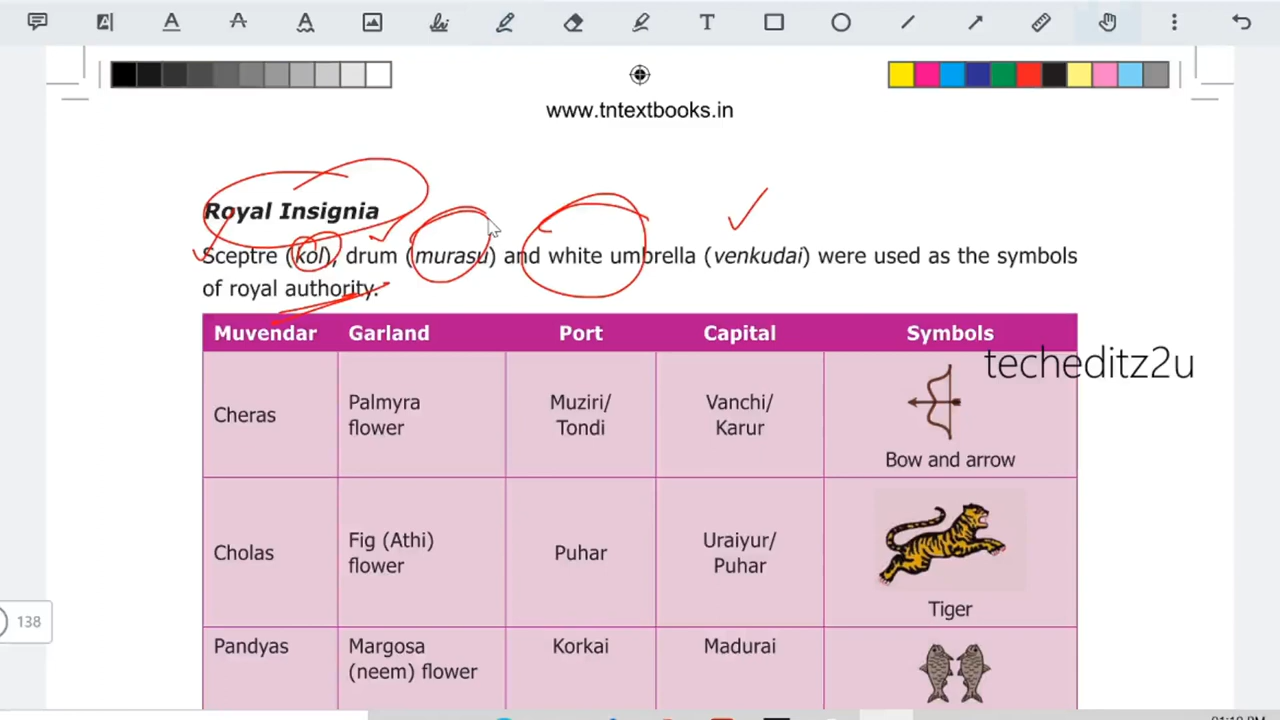 www.tntextbooks.in
Royal Insignia
Sceptre (kol), drum (murasu) and white umbrella (venkudai) were used as the symbols
of royal authority.
Muvendar Garland Port Capital Symbols
techeditz2u
Cheras Palmyra flower Muziri/ Tondi Vanchi/ Karur Bow and arrow
Cholas Fig (Athi) flower Puhar Uraiyur/ Puhar Tiger
Pandyas Margosa (neem) flower Korkai Madurai
138